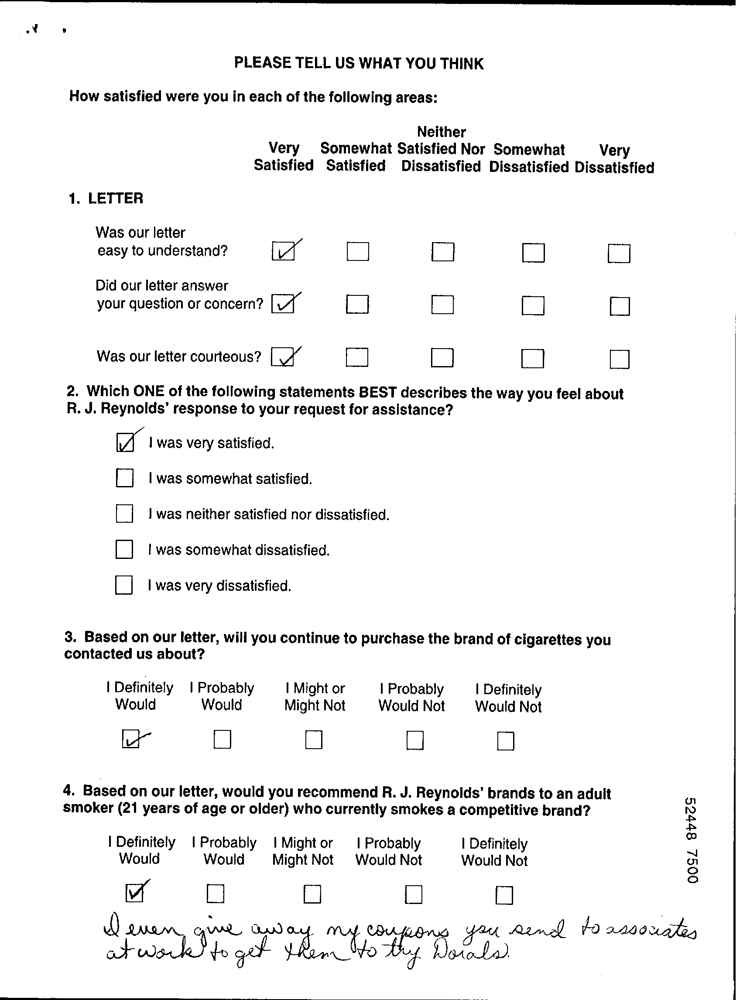 PLEASE TELL US WHAT YOU THINK
How satisfied were you in each of the following areas:
Neither
Very Somewhat Satisfied Nor Somewhat Very
Satisfied Satisfied Dissatisfied Dissatisfied Dissatisfied
1. LETTER
Was our letter
easy to understand?
Did our letter answer
your question or concern?
Was our letter courteous?
2. Which ONE of the following statements BEST describes the way you feel about
R. J. Reynolds' response to your request for assistance?
I was very satisfied.
I was somewhat satisfied.
I was neither satisfied nor dissatisfied.
I was somewhat dissatisfied.
I was very dissatisfied.
3. Based on our letter, will you continue to purchase the brand of cigarettes you
contacted us about?
I Definitely I Probably I Might or I Probably I Definitely
Would Would Might Not Would Not Would Not
4. Based on our letter, would you recommend R. J. Reynolds' brands to an adult
smoker (21 years of age or older) who currently smokes a competitive brand?
I Definitely I Probably I Might or I Probably I Definitely
Would Would Might Not Would Not Would Not
I even give away my coupons you send to associates
at work to get them to try Dorals.
52448 7500